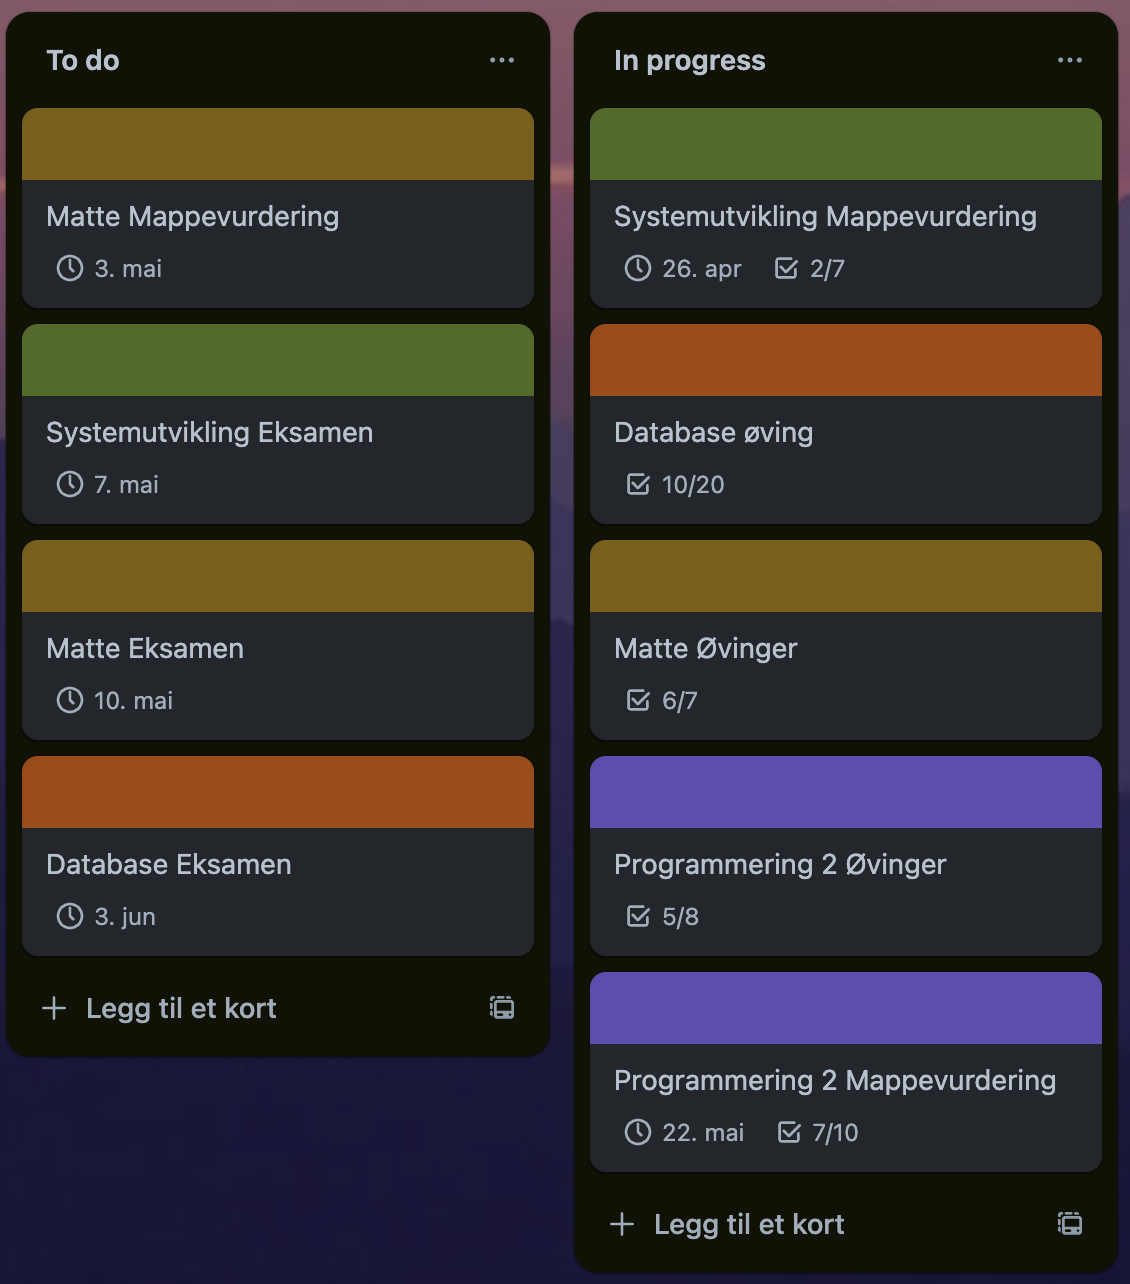 To do
Matte Mappevurdering
3. mai
Systemutvikling Eksamen
7. mai
Matte Eksamen
10. mai
Database Eksamen
3. jun
Legg til et kort
In progress
Systemutvikling Mappevurdering
26. apr 2/7
Database øving
10/20
Matte Øvinger
6/7
Programmering 2 Øvinger
5/8
Programmering 2 Mappevurdering
22. mai 7/10
Legg til et kort